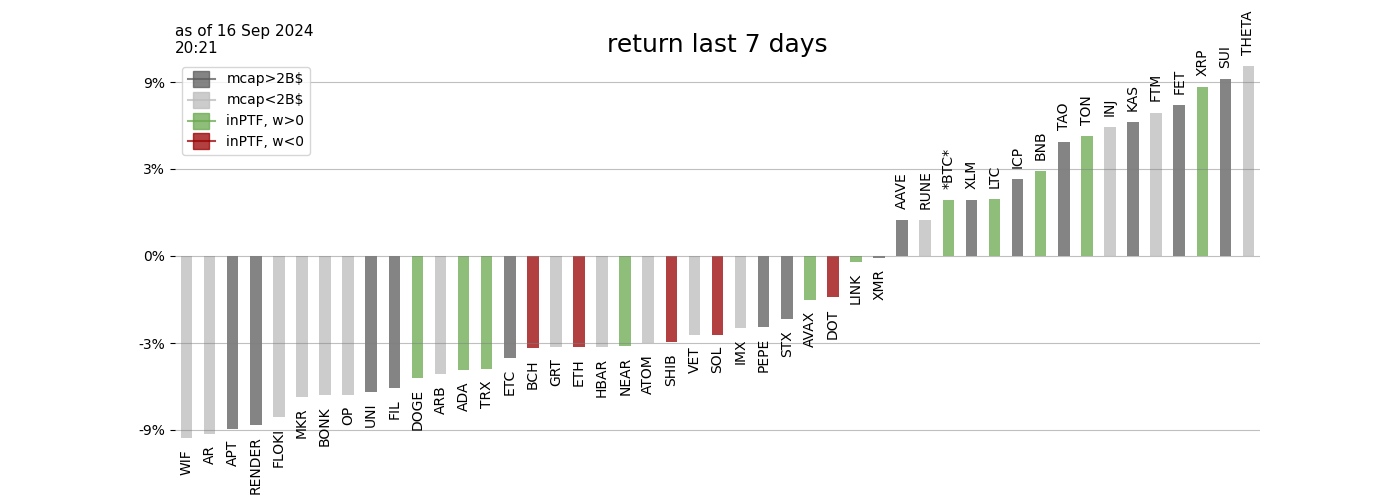 as of 16 Sep 2024
20:21
return last 7 days
mcap>2B$
mcap<2B$
inPTF, w>0
inPTF, w<0
9%
3%
0%
-3%
-9%
WIF
AR
APT
RENDER
FLOKI
MKR
BONK
OP
UNI
FIL
DOGE
ARB
ADA
TRX
ETC
BCH
GRT
ETH
HBAR
NEAR
ATOM
SHIB
VET
SOL
IMX
PEPE
STX
AVAX
DOT
LINK
XMR
AAVE
RUNE
*BTC*
XLM
LTC
ICP
BNB
TAO
TON
INJ
KAS
FTM
FET
XRP
SUI
THETA